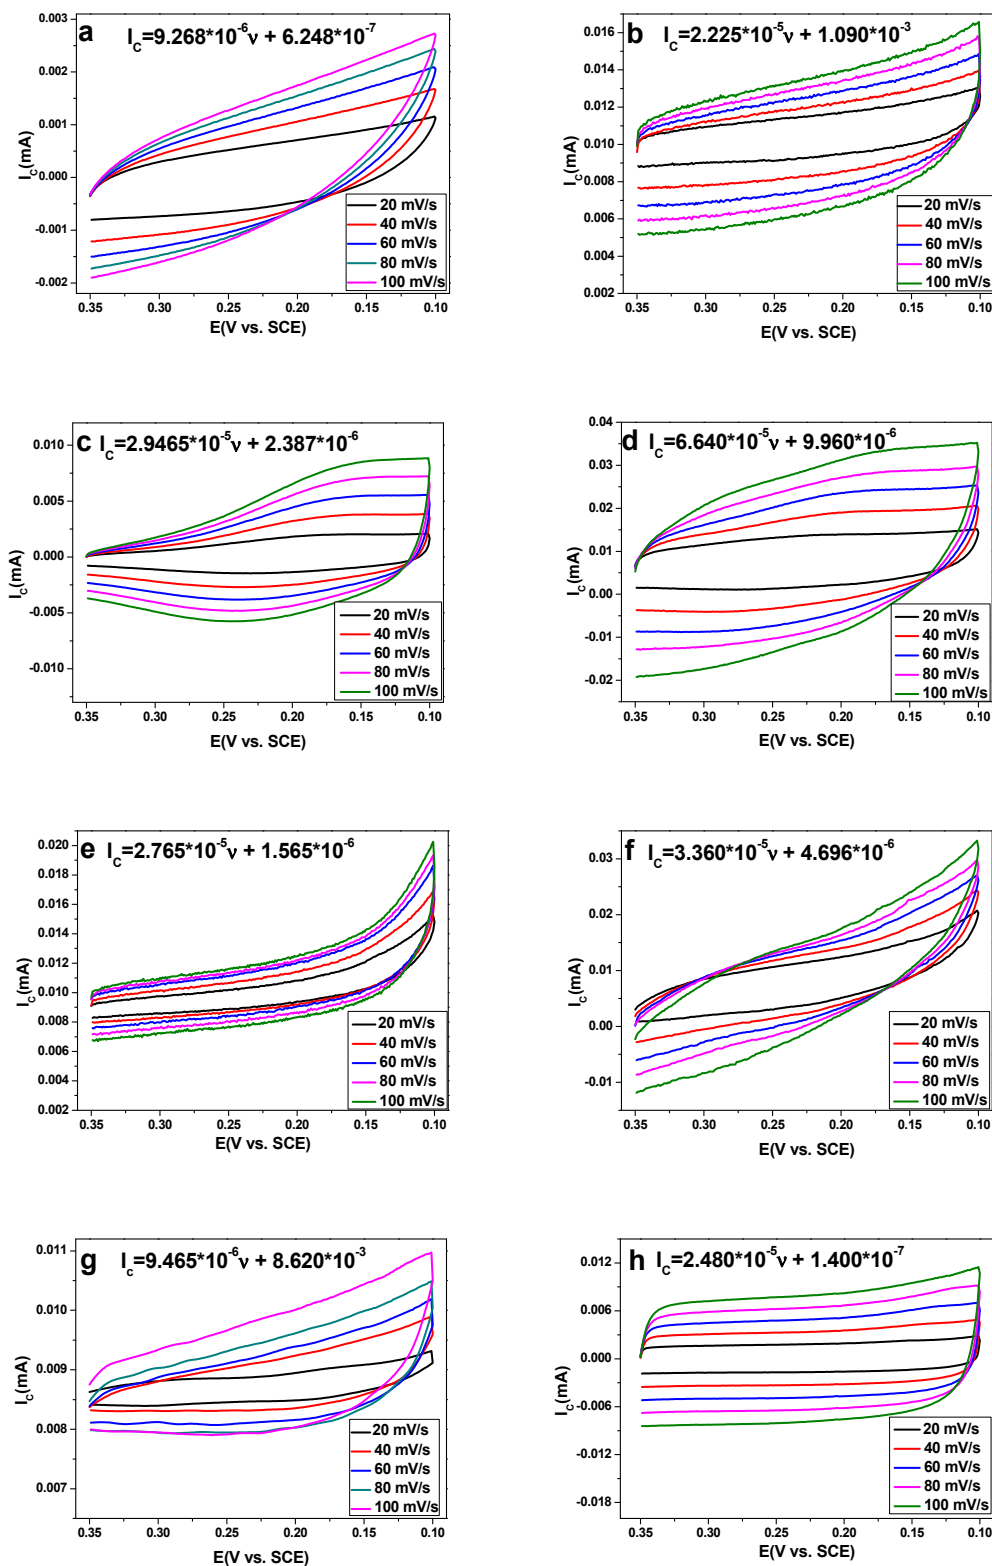 a I_C=9.268*10^-6ν + 6.248*10^-7
I_C(mA)
0.003
0.002
0.001
0.000
-0.001
-0.002
20 mV/s
40 mV/s
60 mV/s
80 mV/s
100 mV/s
0.35 0.30 0.25 0.20 0.15 0.10
E(V vs. SCE)
b I_C=2.225*10^-5ν + 1.090*10^-3
I_C(mA)
0.016
0.014
0.012
0.010
0.008
0.006
0.004
0.002
20 mV/s
40 mV/s
60 mV/s
80 mV/s
100 mV/s
0.35 0.30 0.25 0.20 0.15 0.10
E(V vs. SCE)
c I_C=2.9465*10^-5ν + 2.387*10^-6
I_C(mA)
0.010
0.005
0.000
-0.005
-0.010
20 mV/s
40 mV/s
60 mV/s
80 mV/s
100 mV/s
0.35 0.30 0.25 0.20 0.15 0.10
E(V vs. SCE)
d I_C=6.640*10^-5ν + 9.960*10^-6
I_C(mA)
0.04
0.03
0.02
0.01
0.00
-0.01
-0.02
20 mV/s
40 mV/s
60 mV/s
80 mV/s
100 mV/s
0.35 0.30 0.25 0.20 0.15 0.10
E(V vs. SCE)
e I_C=2.765*10^-5ν + 1.565*10^-6
I_C(mA)
0.020
0.018
0.016
0.014
0.012
0.010
0.008
0.006
0.004
0.002
20 mV/s
40 mV/s
60 mV/s
80 mV/s
100 mV/s
0.35 0.30 0.25 0.20 0.15 0.10
E(V vs. SCE)
f I_C=3.360*10^-5ν + 4.696*10^-6
I_C(mA)
0.03
0.02
0.01
0.00
-0.01
20 mV/s
40 mV/s
60 mV/s
80 mV/s
100 mV/s
0.35 0.30 0.25 0.20 0.15 0.10
E(V vs. SCE)
g I_c=9.465*10^-6ν + 8.620*10^-3
I_C(mA)
0.011
0.010
0.009
0.008
0.007
20 mV/s
40 mV/s
60 mV/s
80 mV/s
100 mV/s
0.35 0.30 0.25 0.20 0.15 0.10
E(V vs. SCE)
h I_C=2.480*10^-5ν + 1.400*10^-7
I_C(mA)
0.012
0.006
0.000
-0.006
-0.012
-0.018
20 mV/s
40 mV/s
60 mV/s
80 mV/s
100 mV/s
0.35 0.30 0.25 0.20 0.15 0.10
E(V vs. SCE)